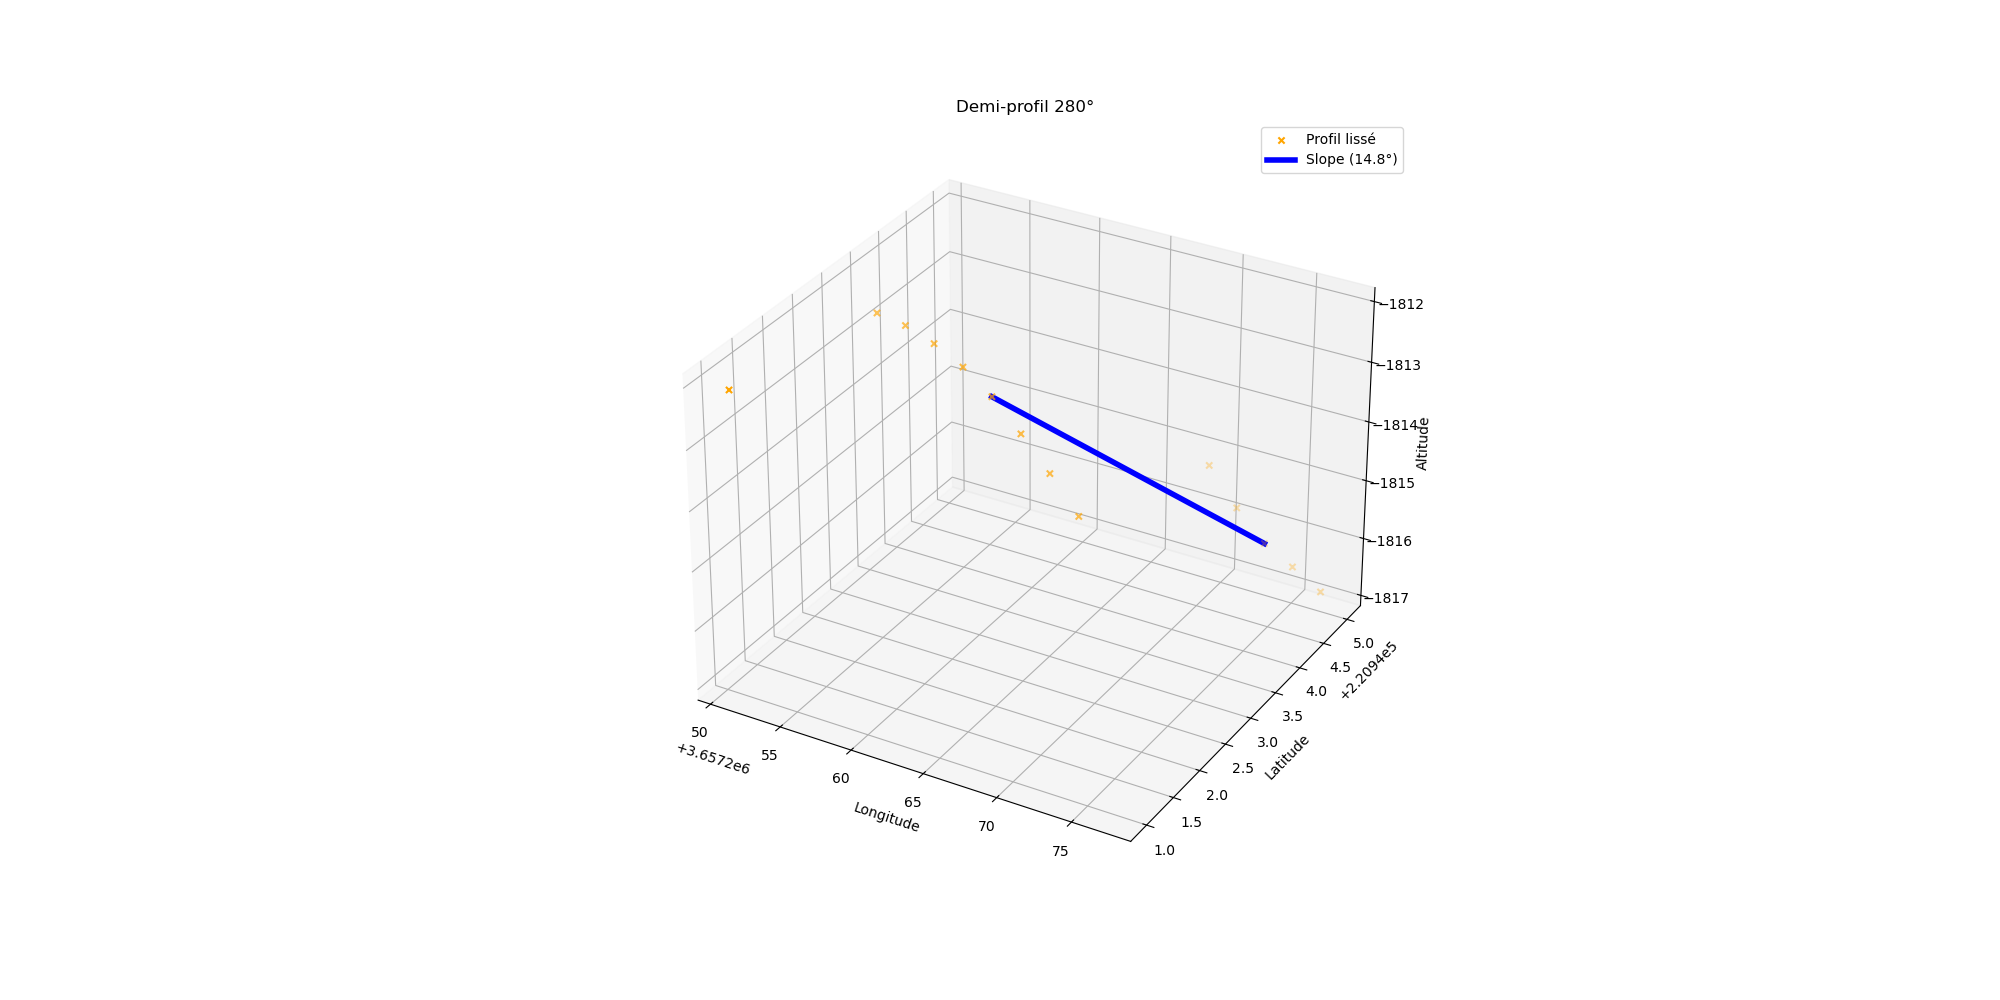 Demi-profil 280°
Profil lissé
Slope (14.8°)
−1812
−1813
−1814
−1815
−1816
−1817
Altitude
5.0
4.5
4.0
3.5
3.0
2.5
2.0
1.5
1.0
+2.2094e5
Latitude
50
55
60
65
70
75
+3.6572e6
Longitude